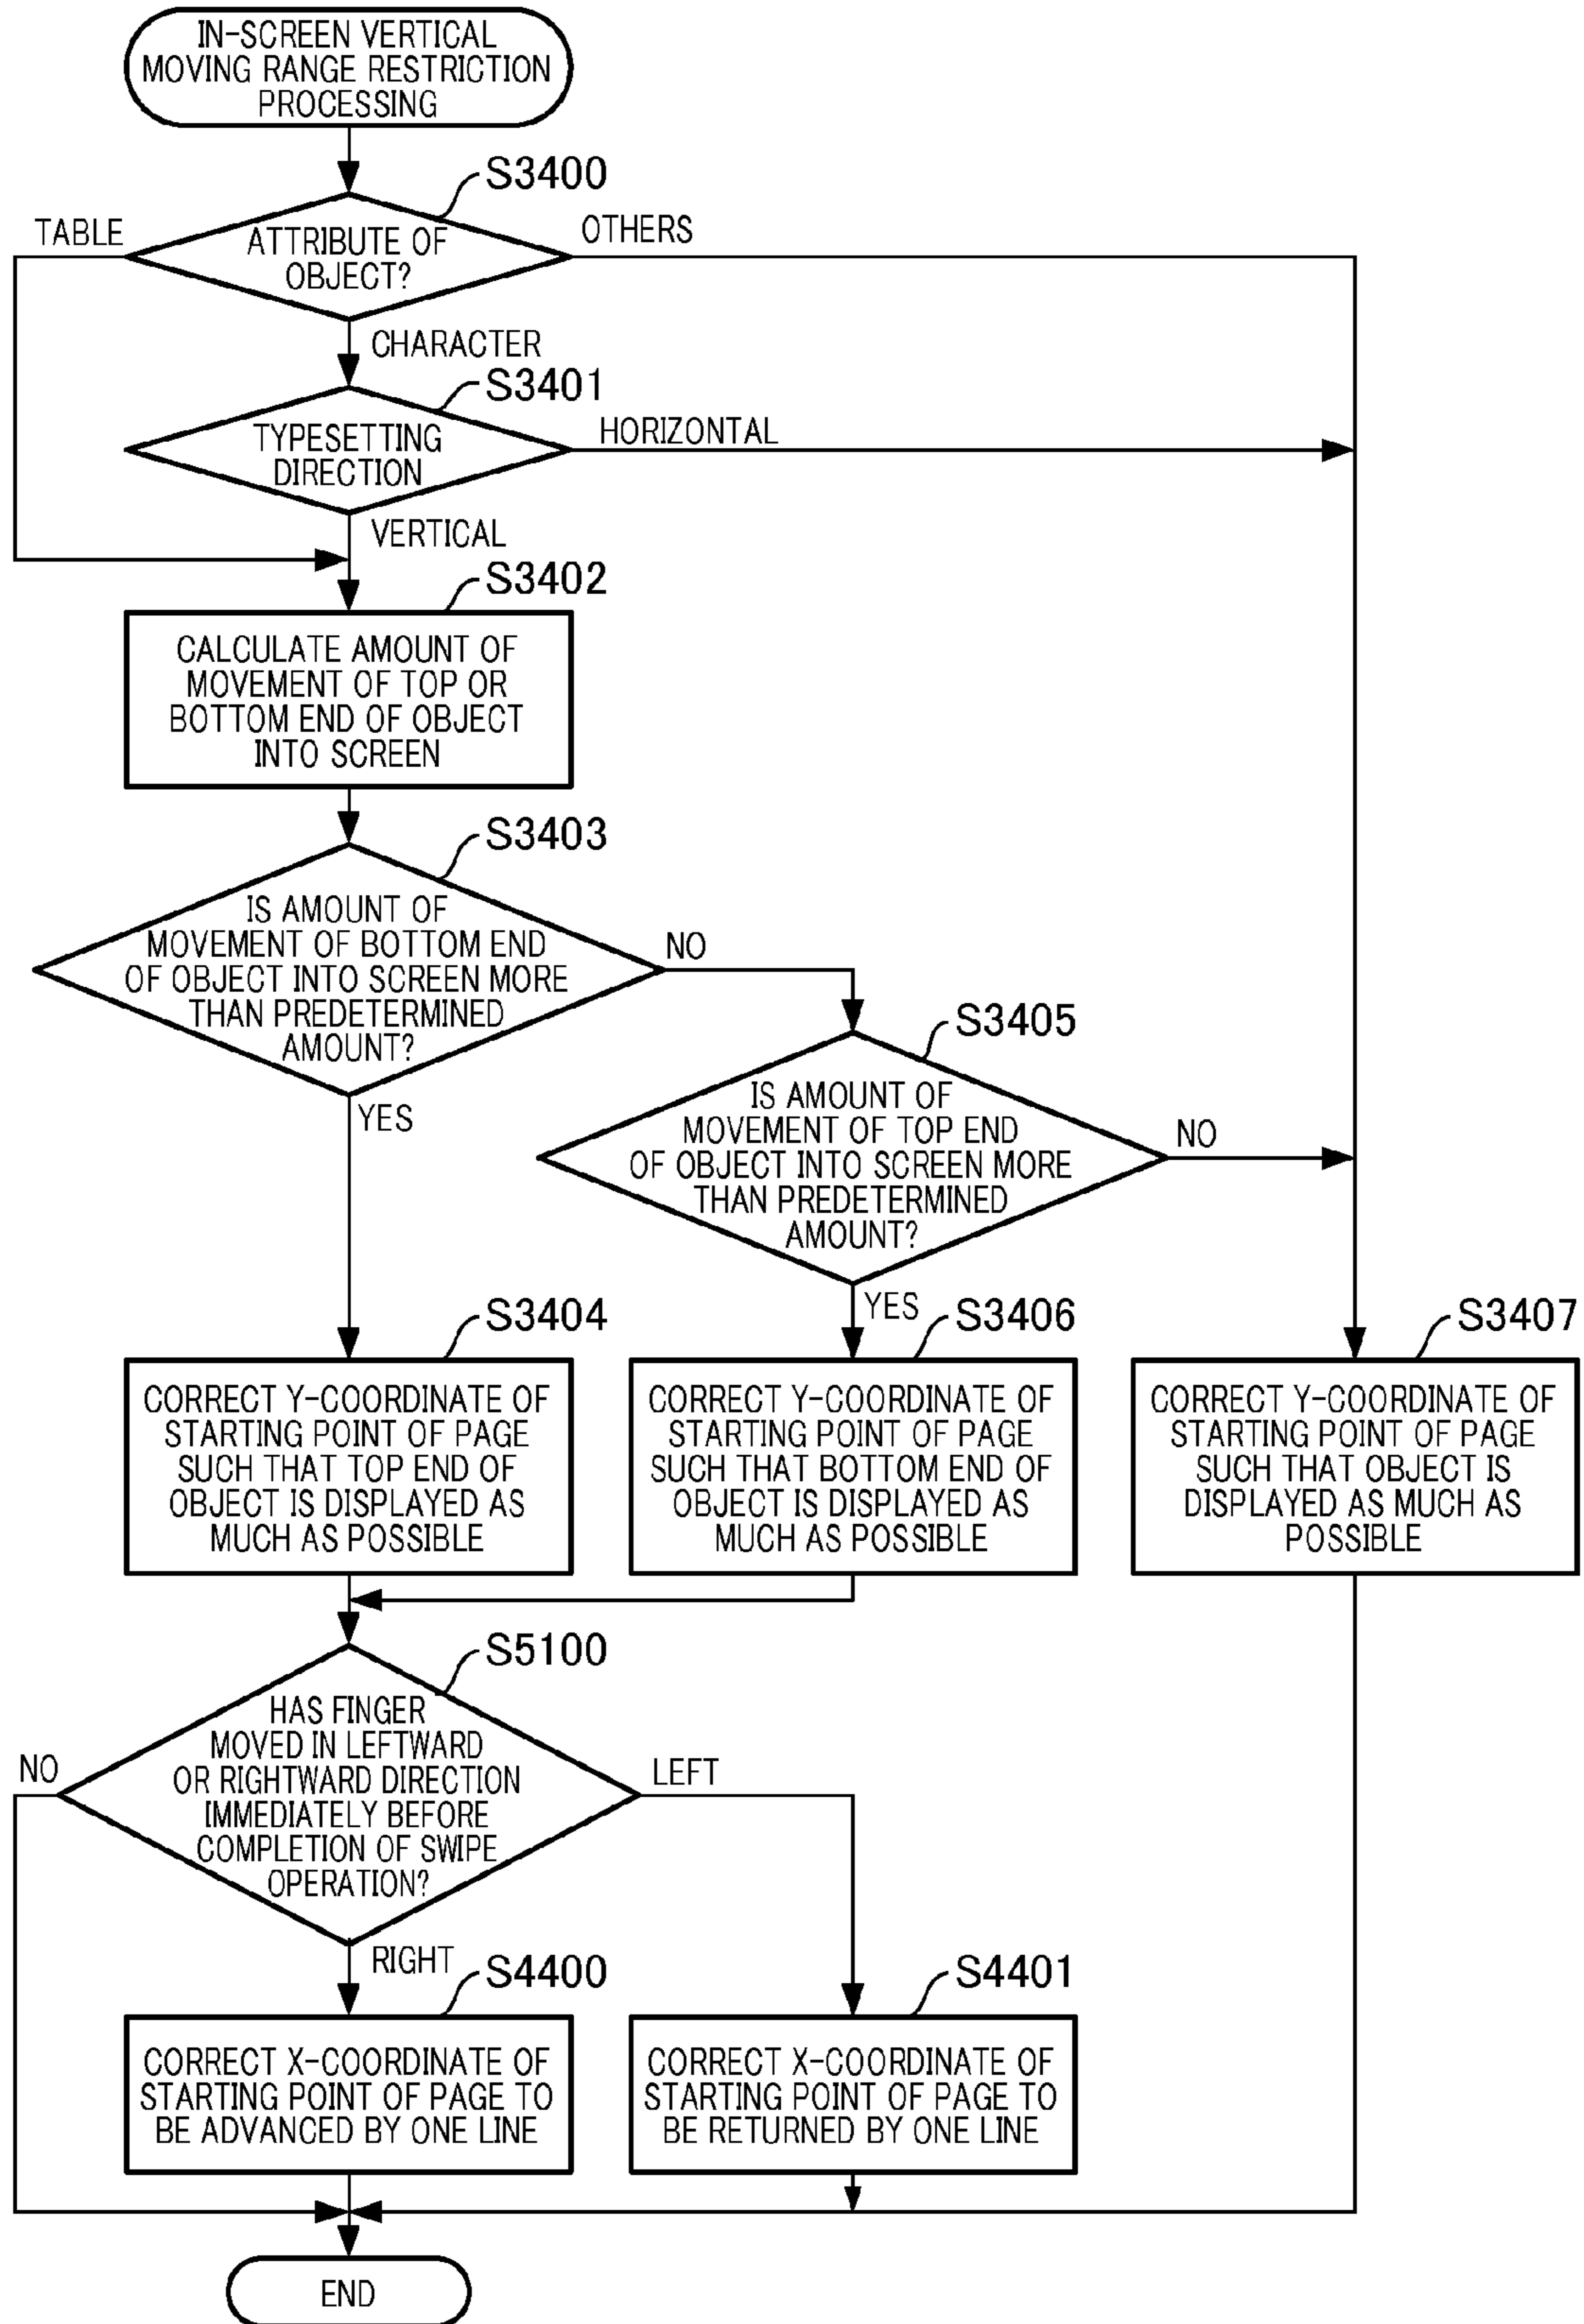 IN-SCREEN VERTICAL
MOVING RANGE RESTRICTION
PROCESSING
S3400
TABLE
ATTRIBUTE OF
OBJECT?
OTHERS
CHARACTER
S3401
TYPESETTING
DIRECTION
HORIZONTAL
VERTICAL
S3402
CALCULATE AMOUNT OF
MOVEMENT OF TOP OR
BOTTOM END OF OBJECT
INTO SCREEN
S3403
IS AMOUNT OF
MOVEMENT OF BOTTOM END
OF OBJECT INTO SCREEN MORE
THAN PREDETERMINED
AMOUNT?
NO
YES
S3405
IS AMOUNT OF
MOVEMENT OF TOP END
OF OBJECT INTO SCREEN MORE
THAN PREDETERMINED
AMOUNT?
NO
YES
S3404
CORRECT Y-COORDINATE OF
STARTING POINT OF PAGE
SUCH THAT TOP END OF
OBJECT IS DISPLAYED AS
MUCH AS POSSIBLE
S3406
CORRECT Y-COORDINATE OF
STARTING POINT OF PAGE
SUCH THAT BOTTOM END OF
OBJECT IS DISPLAYED AS
MUCH AS POSSIBLE
S3407
CORRECT Y-COORDINATE OF
STARTING POINT OF PAGE
SUCH THAT OBJECT IS
DISPLAYED AS MUCH AS
POSSIBLE
S5100
HAS FINGER
MOVED IN LEFTWARD
OR RIGHTWARD DIRECTION
IMMEDIATELY BEFORE
COMPLETION OF SWIPE
OPERATION?
NO
LEFT
RIGHT
S4400
CORRECT X-COORDINATE OF
STARTING POINT OF PAGE TO
BE ADVANCED BY ONE LINE
S4401
CORRECT X-COORDINATE OF
STARTING POINT OF PAGE TO
BE RETURNED BY ONE LINE
END